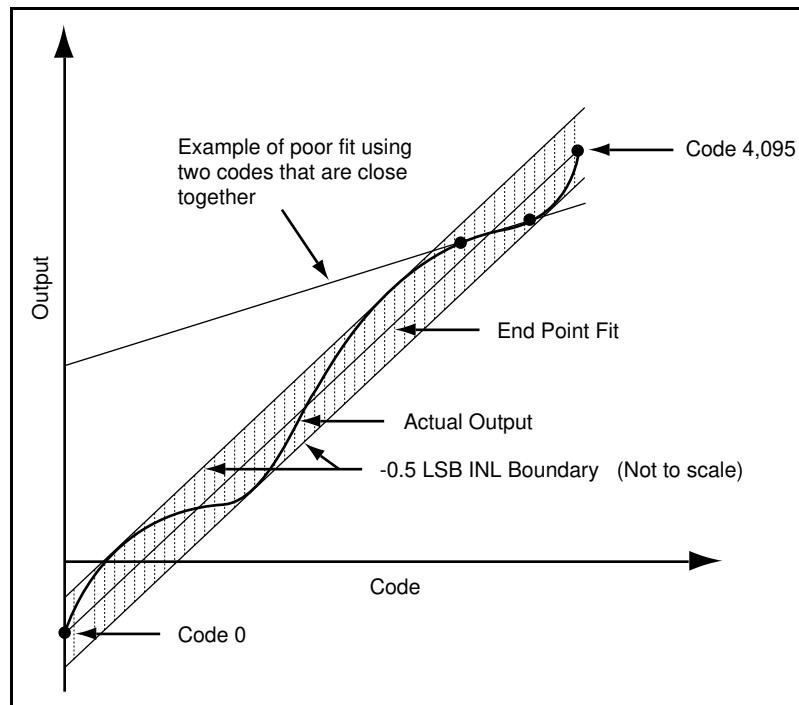 Example of poor fit using
two codes that are close
together
Code 4,095
Output
End Point Fit
Actual Output
-0.5 LSB INL Boundary (Not to scale)
Code
Code 0